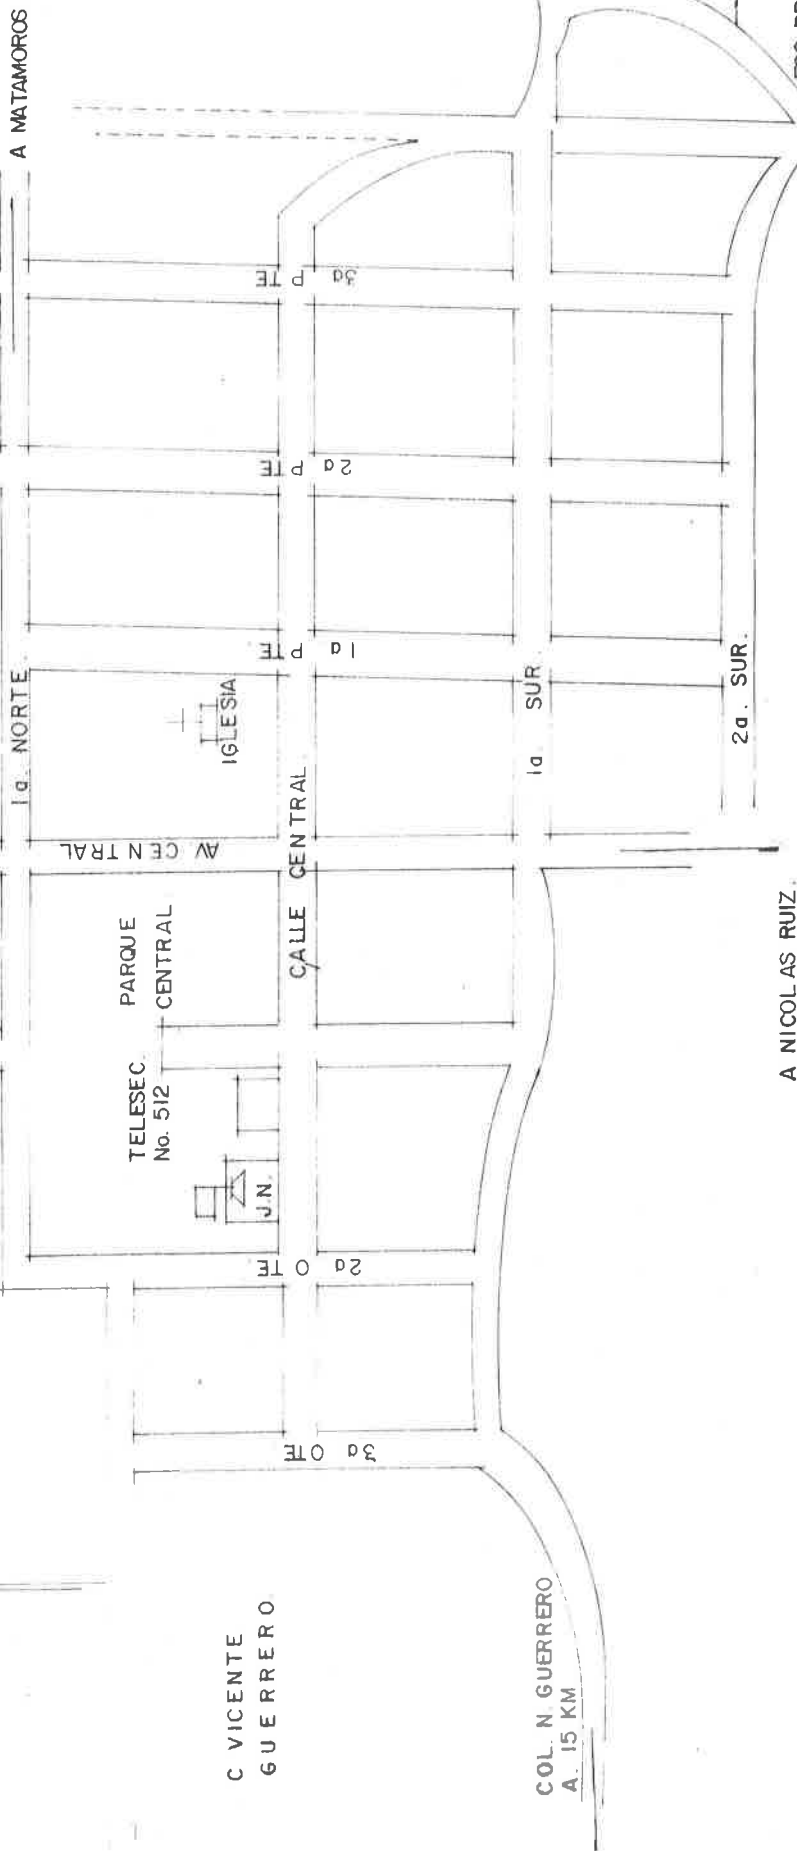 A MATAMOROS
1a. NORTE.
3a PTE
2a PTE
1a PTE
IGLESIA
AV CENTRAL
CALLE CENTRAL
PARQUE
CENTRAL
TELESEC.
No. 512
J.N.
2a OTE
3a OTE
1a. SUR.
2a. SUR.
A NICOLAS RUIZ.
C VICENTE
GUERRERO.
COL. N. GUERRERO
A. 15 KM